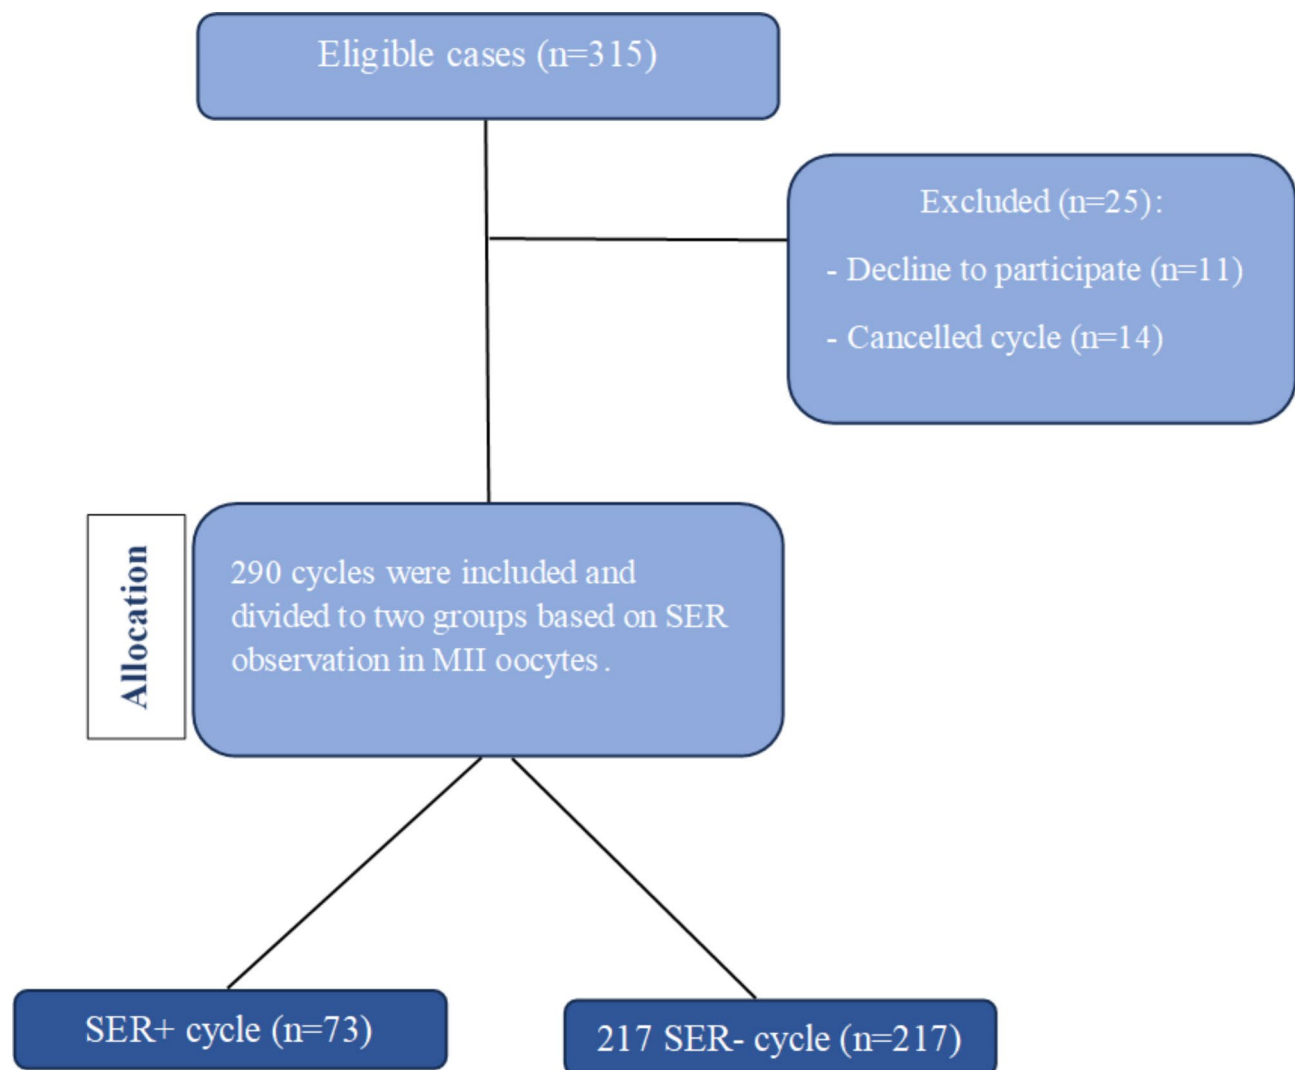 Eligible cases (n=315)
Excluded (n=25):
- Decline to participate (n=11)
- Cancelled cycle (n=14)
Allocation
290 cycles were included and
divided to two groups based on SER
observation in MII oocytes.
SER+ cycle (n=73)
217 SER- cycle (n=217)